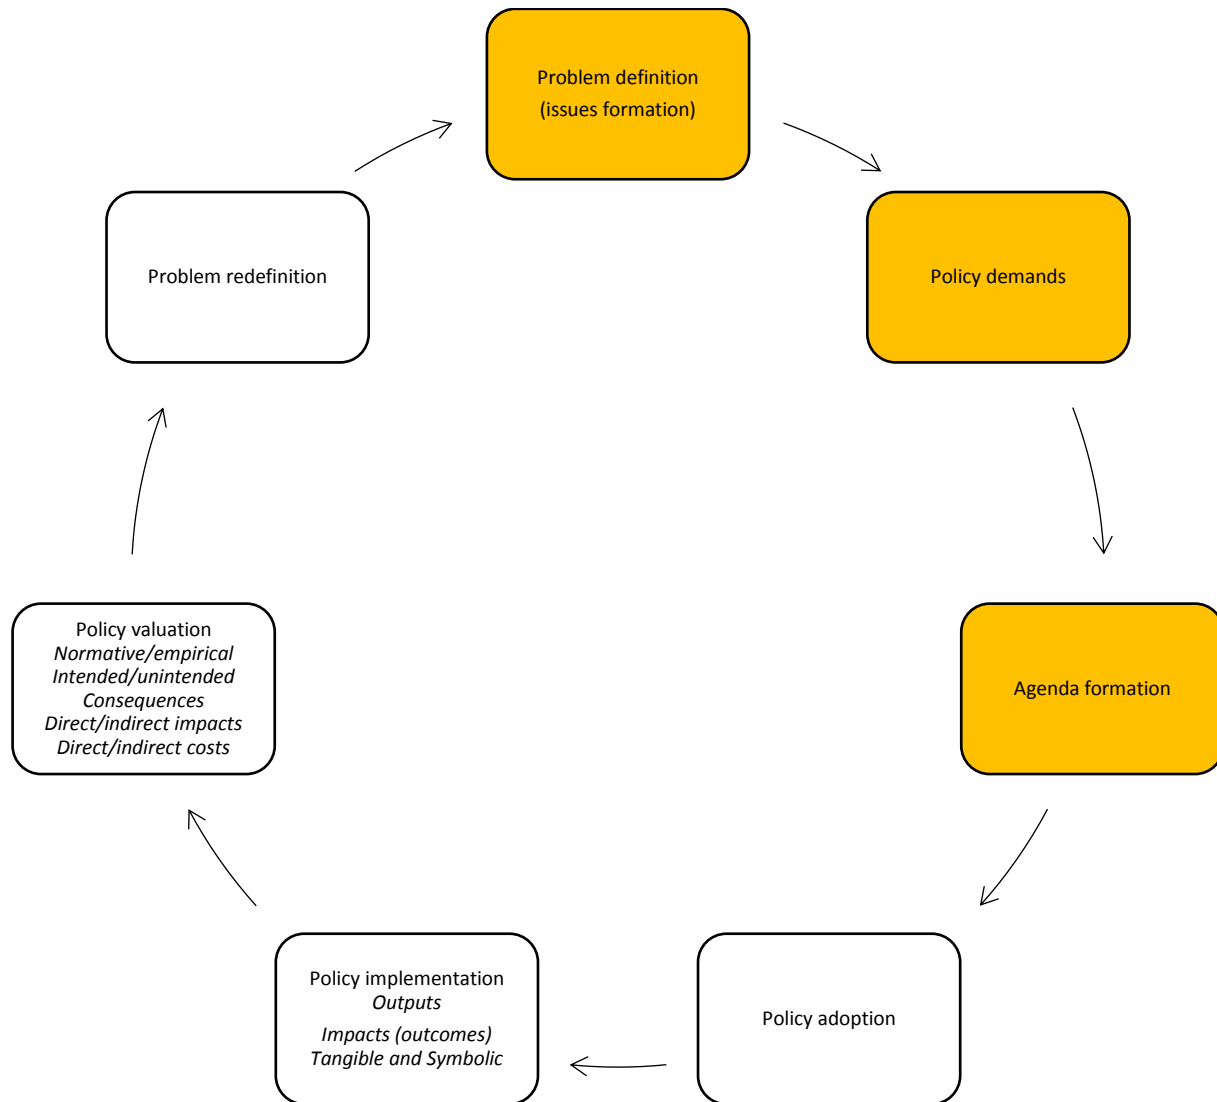 Problem definition
(issues formation)
Policy demands
Agenda formation
Policy adoption
Policy implementation
Outputs
Impacts (outcomes)
Tangible and Symbolic
Policy valuation
Normative/empirical
Intended/unintended
Consequences
Direct/indirect impacts
Direct/indirect costs
Problem redefinition